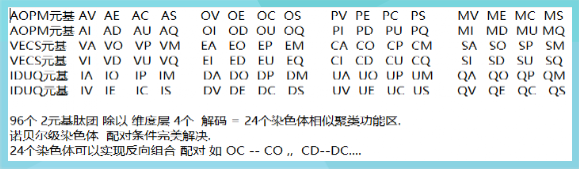 AOPM元基 AV AE AC AS OV OE OC OS PV PE PC PS MV ME MC MS
AOPM元基 AI AD AU AQ OI OD OU OQ PI PD PU PQ MI MD MU MQ
VECS元基 VA VO VP VM EA EO EP EM CA CO CP CM SA SO SP SM
VECS元基 VI VD VU VQ EI ED EU EQ CI CD CU CQ SI SD SU SQ
IDUQ元基 IA IO IP IM DA DO DP DM UA UO UP UM QA QO QP QM
IDUQ元基 IV IE IC IS DV DE DC DS UV UE UC US QV QE QC QS
96个 2元基肽团 除以 维度层 4个 解码 = 24个染色体相似聚类功能区.
诺贝尔级染色体 配对条件完美解决.
24个染色体可以实现反向组合 配对 如 OC -- CO ,, CD--DC....